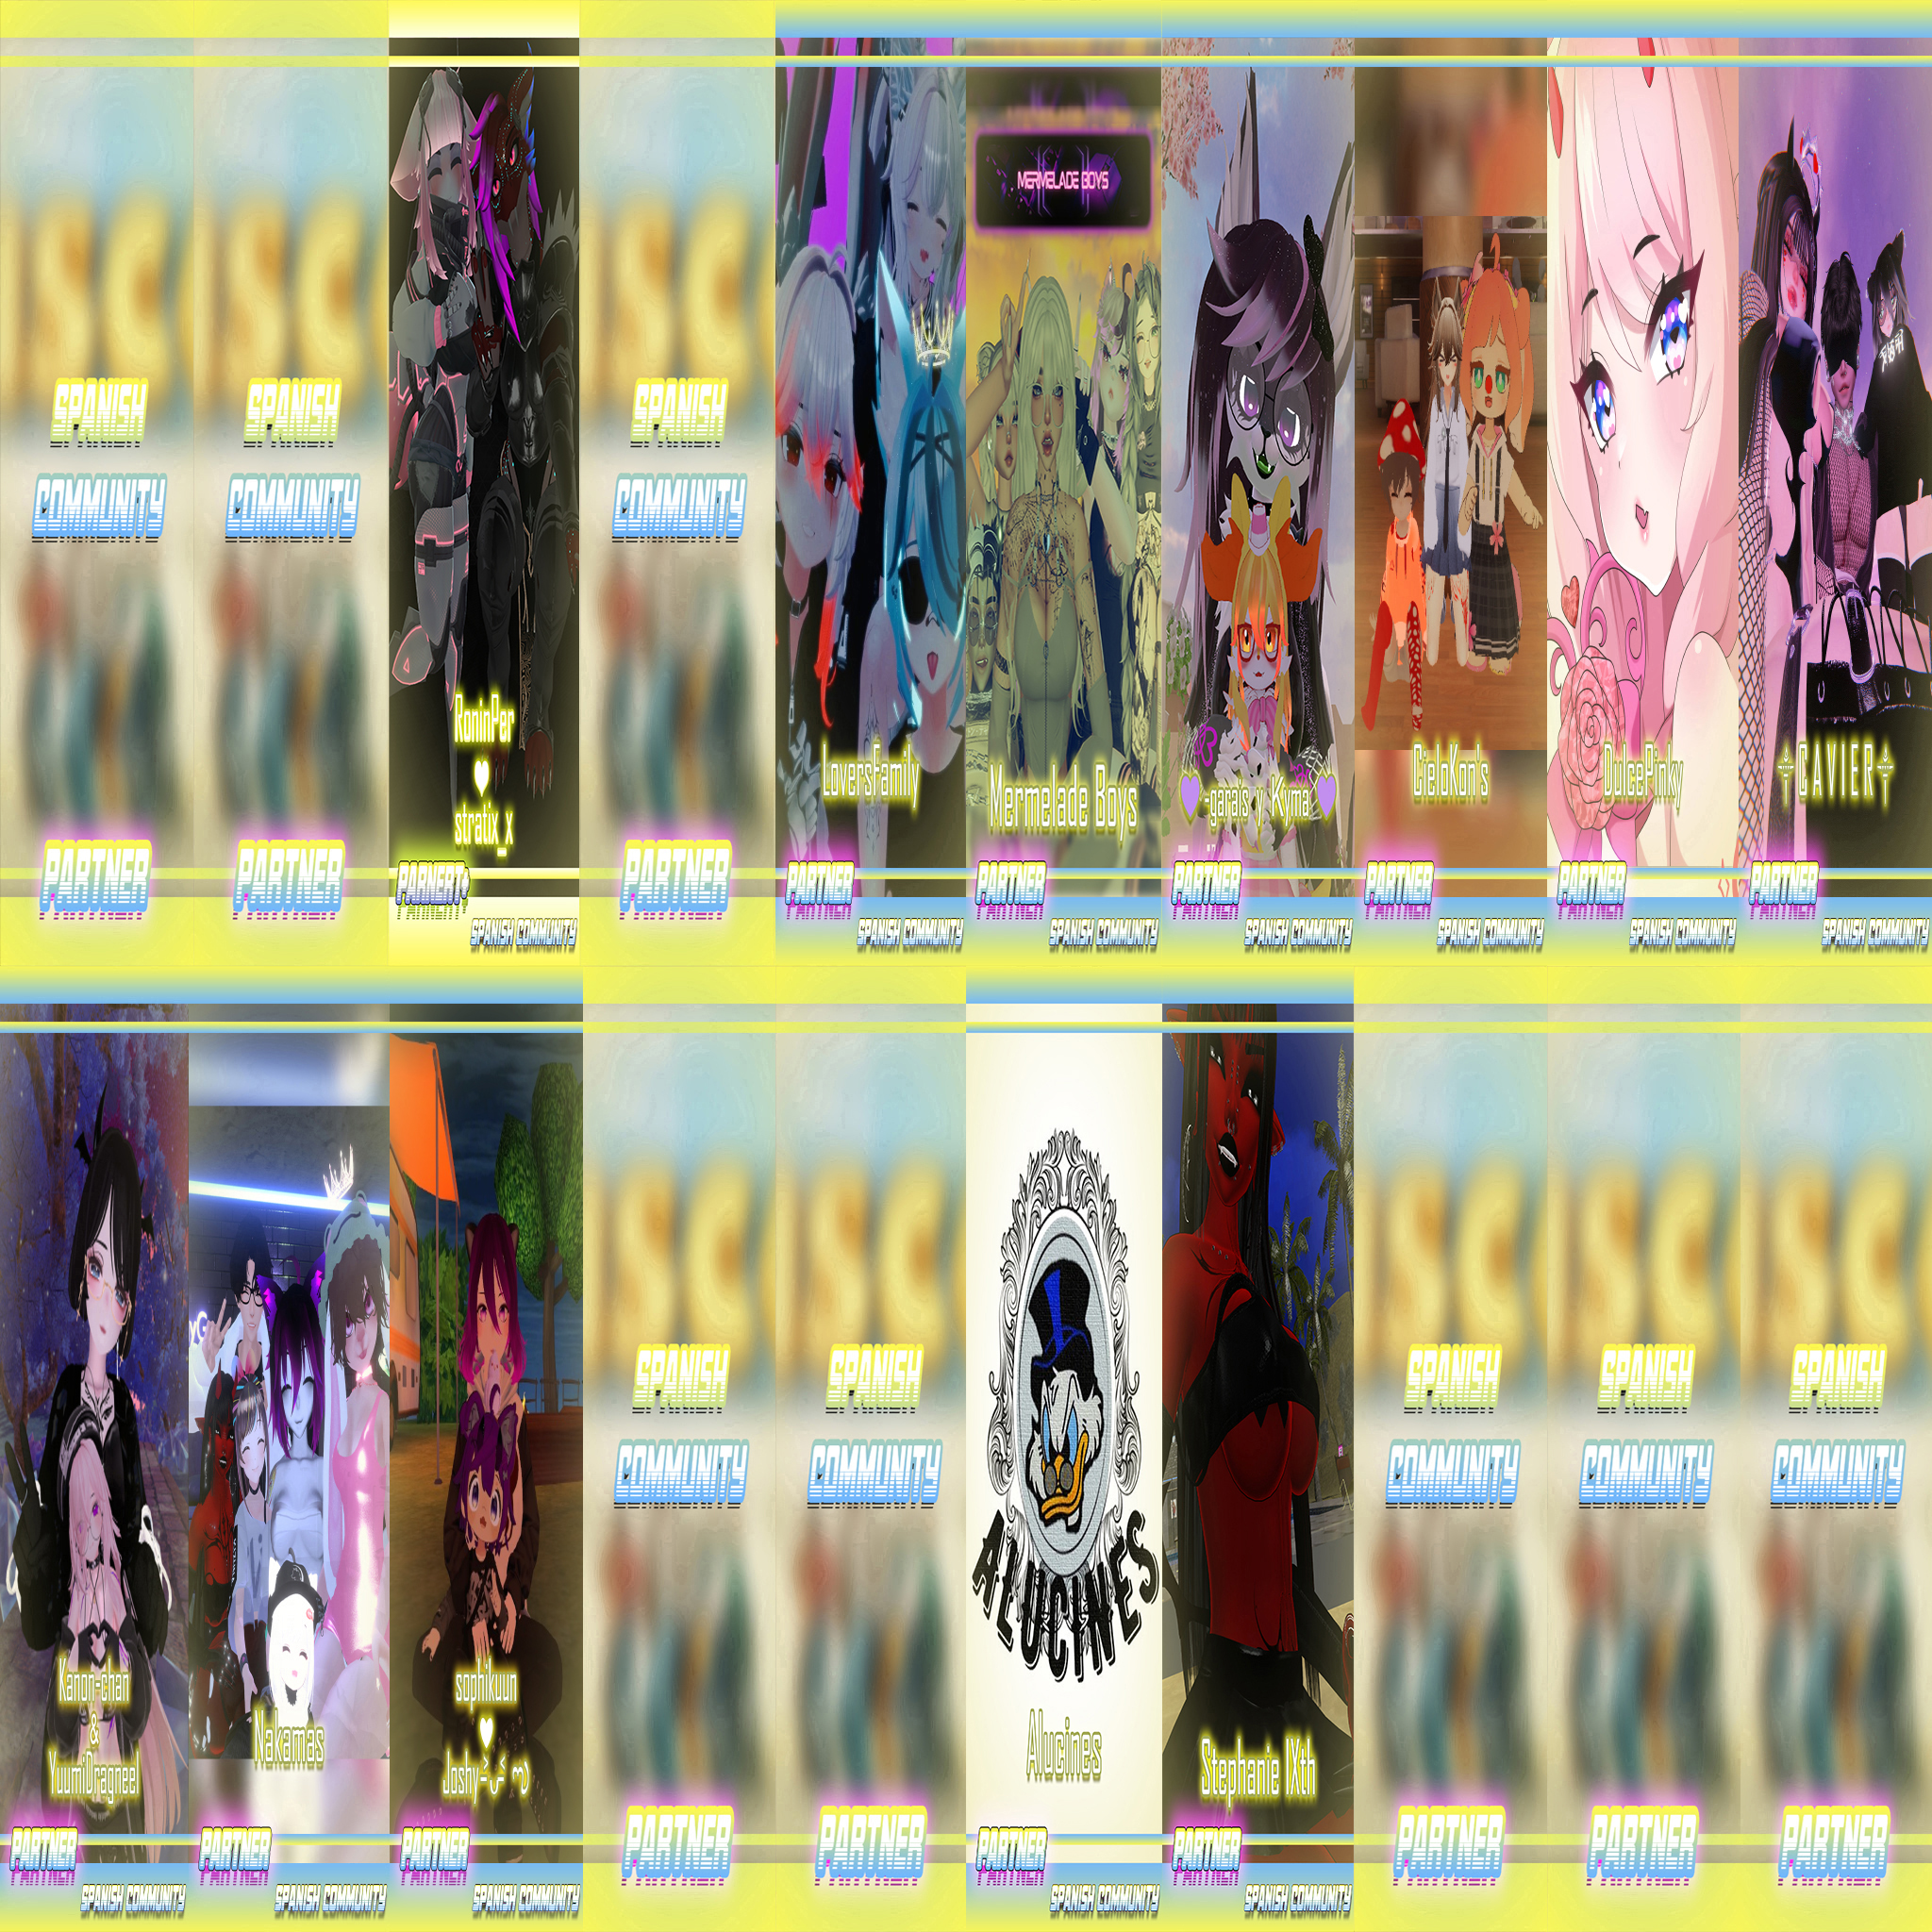 SPANISH
COMMUNITY
PARTNER
SPANISH
COMMUNITY
PARTNER
RoninPer
stratix_x
PARNERT+
SPANISH COMMUNITY
SPANISH
COMMUNITY
PARTNER
LoversFamily
PARTNER
SPANISH COMMUNITY
MERMELADE BOYS
Mermelade Boys
PARTNER
SPANISH COMMUNITY
💜-garais y Kyma💜
PARTNER
SPANISH COMMUNITY
CieloKon's
PARTNER
SPANISH COMMUNITY
DulcePinky
PARTNER
SPANISH COMMUNITY
CAVIER
PARTNER
SPANISH COMMUNITY
Kanon-chan
&
YuumiDragneel
PARTNER
SPANISH COMMUNITY
Nakamas
PARTNER
SPANISH COMMUNITY
sophikuun
Joshy
PARTNER
SPANISH COMMUNITY
SPANISH
COMMUNITY
PARTNER
SPANISH
COMMUNITY
PARTNER
ALUCINES
Alucines
PARTNER
SPANISH COMMUNITY
Stephanie IXth
PARTNER
SPANISH COMMUNITY
SPANISH
COMMUNITY
PARTNER
SPANISH
COMMUNITY
PARTNER
SPANISH
COMMUNITY
PARTNER